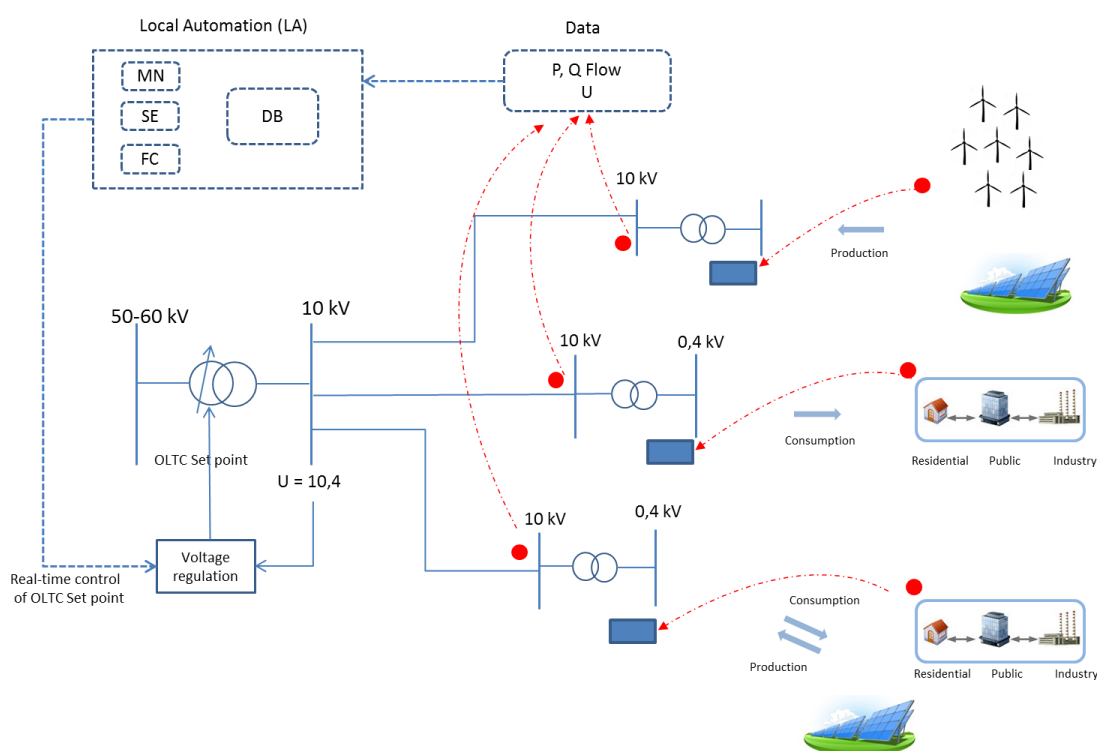 Local Automation (LA)
Data
MN
SE
FC
DB
P, Q Flow
U
10 kV
Production
50-60 kV
10 kV
10 kV
0,4 kV
Consumption
Residential
Public
Industry
OLTC Set point
U = 10,4
10 kV
0,4 kV
Voltage
regulation
Real-time control
of OLTC Set point
Consumption
Production
Residential
Public
Industry